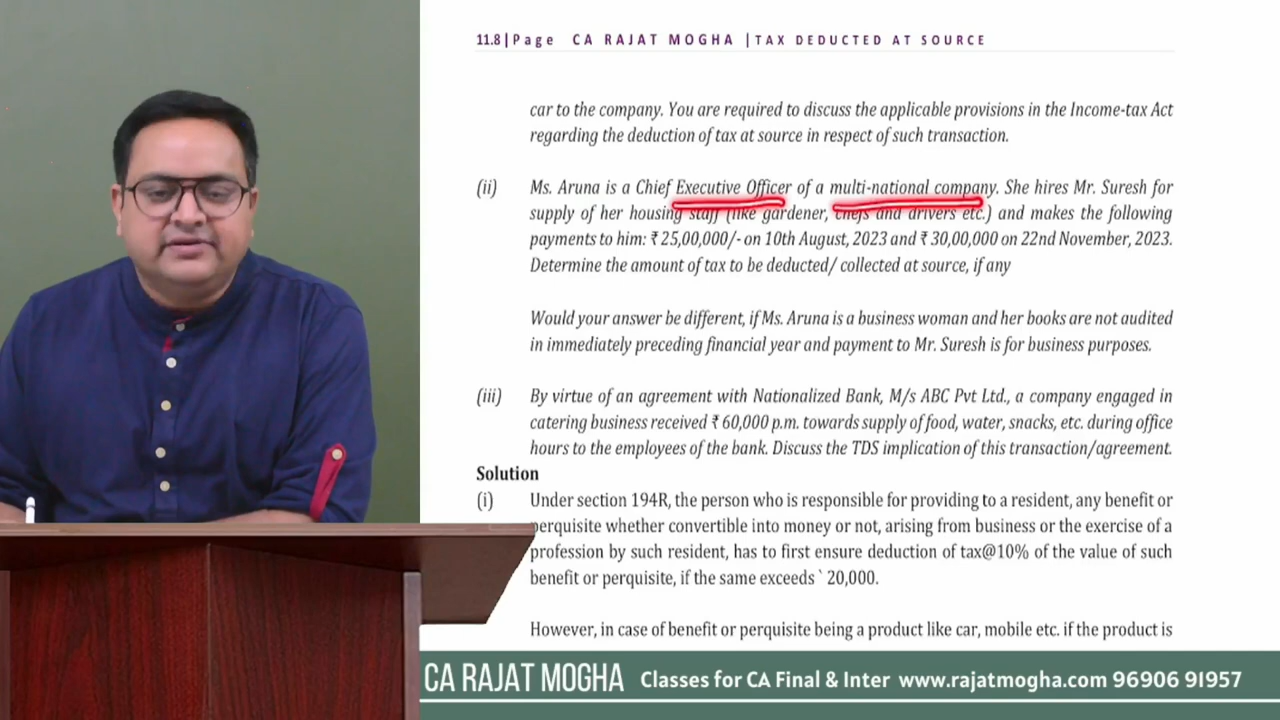 11.8|Page CA RAJAT MOGHA |TAX DEDUCTED AT SOURCE
car to the company. You are required to discuss the applicable provisions in the Income-tax Act
regarding the deduction of tax at source in respect of such transaction.
(ii) Ms. Aruna is a Chief Executive Officer of a multi-national company. She hires Mr. Suresh for
supply of her housing staff (like gardener, chefs and drivers etc.) and makes the following
payments to him: ₹ 25,00,000/- on 10th August, 2023 and ₹ 30,00,000 on 22nd November, 2023.
Determine the amount of tax to be deducted/ collected at source, if any
Would your answer be different, if Ms. Aruna is a business woman and her books are not audited
in immediately preceding financial year and payment to Mr. Suresh is for business purposes.
(iii) By virtue of an agreement with Nationalized Bank, M/s ABC Pvt Ltd., a company engaged in
catering business received ₹ 60,000 p.m. towards supply of food, water, snacks, etc. during office
hours to the employees of the bank. Discuss the TDS implication of this transaction/agreement.
Solution
(i) Under section 194R, the person who is responsible for providing to a resident, any benefit or
perquisite whether convertible into money or not, arising from business or the exercise of a
profession by such resident, has to first ensure deduction of tax@10% of the value of such
benefit or perquisite, if the same exceeds ` 20,000.
However, in case of benefit or perquisite being a product like car, mobile etc. if the product is
CA RAJAT MOGHA Classes for CA Final & Inter www.rajatmogha.com 96906 91957